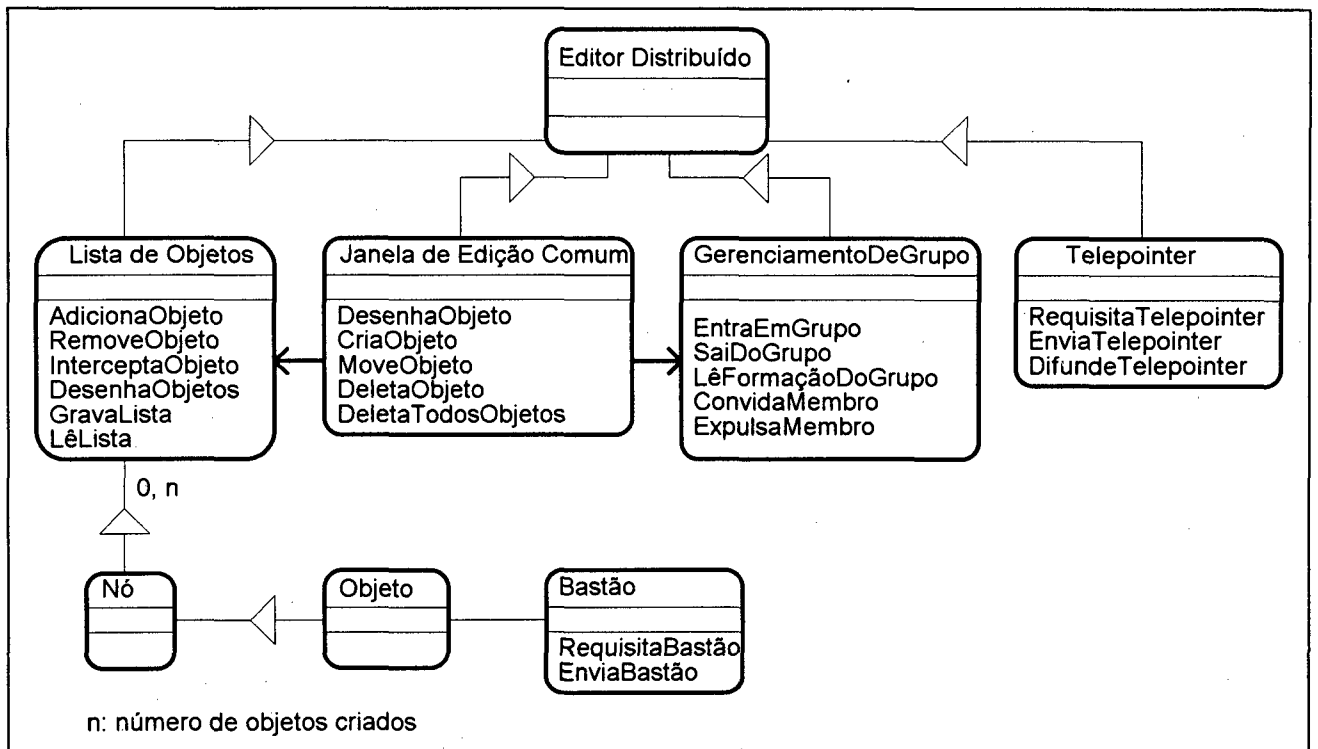 Editor Distribuído
Lista de Objetos
AdicionaObjeto
RemoveObjeto
InterceptaObjeto
DesenhaObjetos
GravaLista
LêLista
Janela de Edição Comum
DesenhaObjeto
CriaObjeto
MoveObjeto
DeletaObjeto
DeletaTodosObjetos
GerenciamentoDeGrupo
EntraEmGrupo
SaiDoGrupo
LêFormaçãoDoGrupo
ConvidaMembro
ExpulsaMembro
Telepointer
RequisitaTelepointer
EnviaTelepointer
DifundeTelepointer
0, n
Nó
Objeto
Bastão
RequisitaBastão
EnviaBastão
n: número de objetos criados